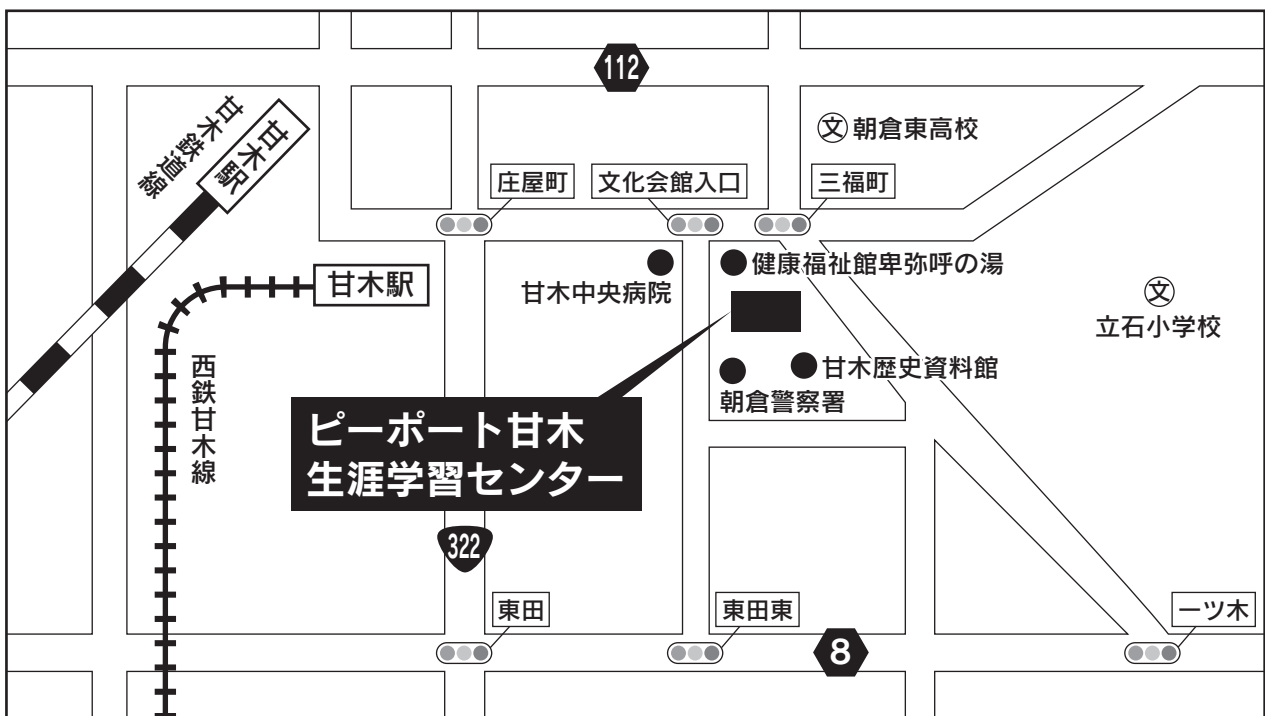 112
文 朝倉東高校
甘木駅
甘木鉄道線
庄屋町
文化会館入口
三福町
健康福祉館卑弥呼の湯
甘木駅
甘木中央病院
文
立石小学校
西鉄甘木線
甘木歴史資料館
朝倉警察署
ピーポート甘木
生涯学習センター
322
東田
東田東
一ツ木
8